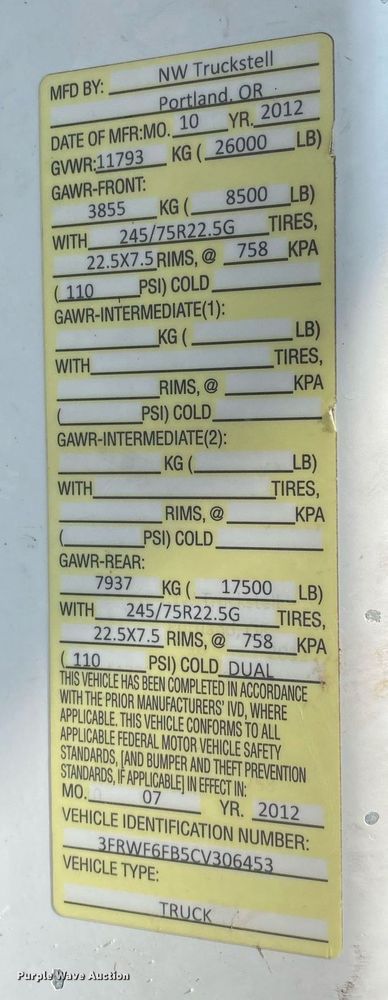 MFD BY: NW Truckstell
Portland, OR
DATE OF MFR:MO. 10 YR. 2012
GVWR:11793 KG ( 26000 LB)
GAWR-FRONT:
3855 KG ( 8500 LB)
WITH 245/75R22.5G TIRES,
22.5X7.5 RIMS, @ 758 KPA
( 110 PSI) COLD
GAWR-INTERMEDIATE(1):
KG ( LB)
WITH TIRES,
RIMS, @ KPA
( PSI) COLD
GAWR-INTERMEDIATE(2):
KG ( LB)
WITH TIRES,
RIMS, @ KPA
( PSI) COLD
GAWR-REAR:
7937 KG ( 17500 LB)
WITH 245/75R22.5G TIRES,
22.5X7.5 RIMS, @ 758 KPA
( 110 PSI) COLD DUAL
THIS VEHICLE HAS BEEN COMPLETED IN ACCORDANCE
WITH THE PRIOR MANUFACTURERS' IVD, WHERE
APPLICABLE. THIS VEHICLE CONFORMS TO ALL
APPLICABLE FEDERAL MOTOR VEHICLE SAFETY
STANDARDS, [AND BUMPER AND THEFT PREVENTION
STANDARDS, IF APPLICABLE] IN EFFECT IN:
MO. 07 YR. 2012
VEHICLE IDENTIFICATION NUMBER:
3FRWF6FB5CV306453
VEHICLE TYPE:
TRUCK
Purple Wave Auction